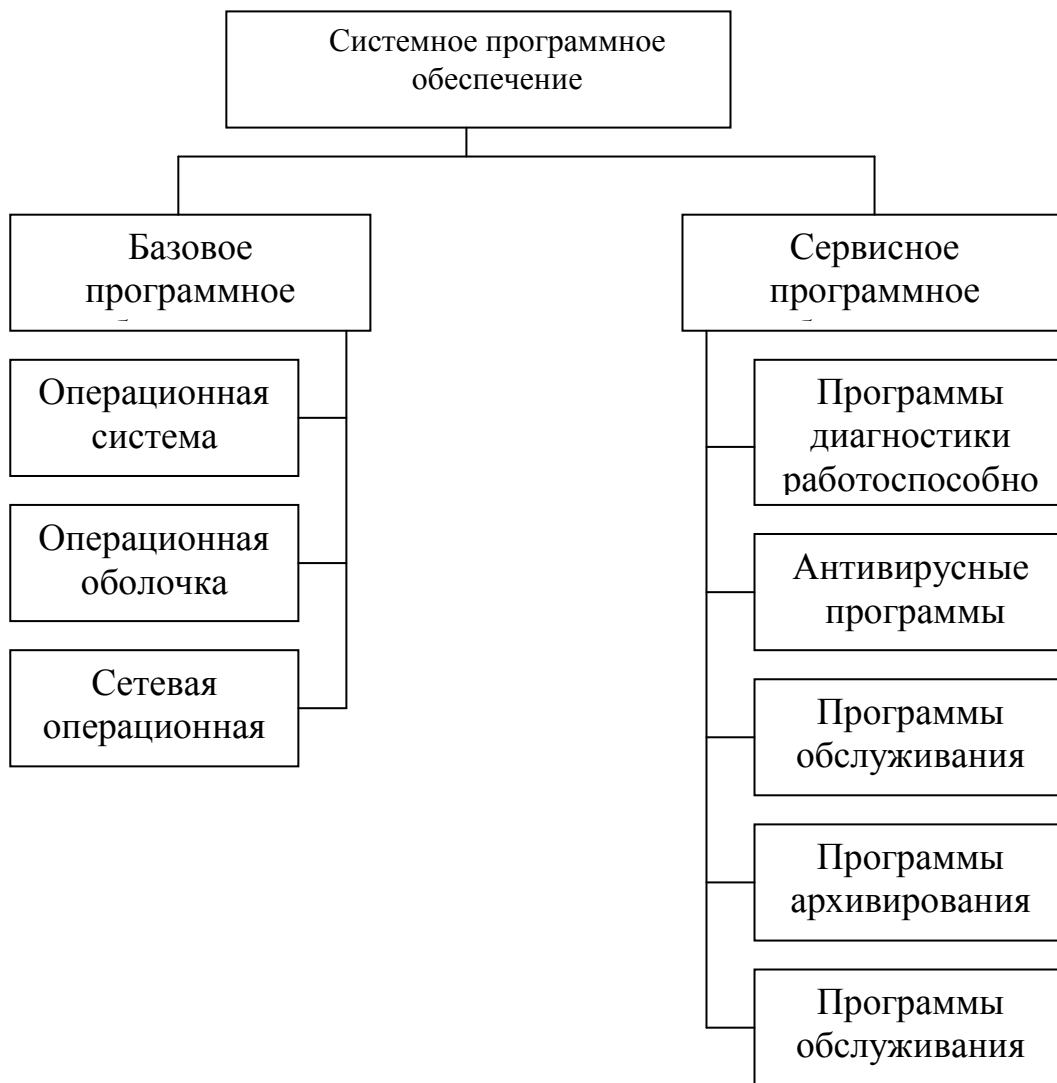 Системное программное
обеспечение
Базовое
программное
Сервисное
программное
Операционная
система
Операционная
оболочка
Сетевая
операционная
Программы
диагностики
работоспособно
Антивирусные
программы
Программы
обслуживания
Программы
архивирования
Программы
обслуживания